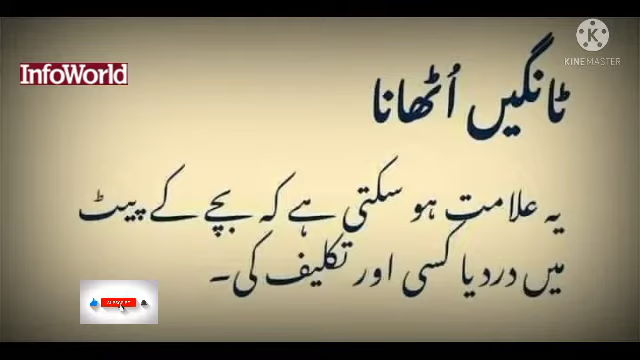 InfoWorld
KINEMASTER
ٹانگیں اُٹھانا
یہ علامت ہو سکتی ہے کہ بچے کے پیٹ
میں درد یا کسی اور تکلیف کی۔